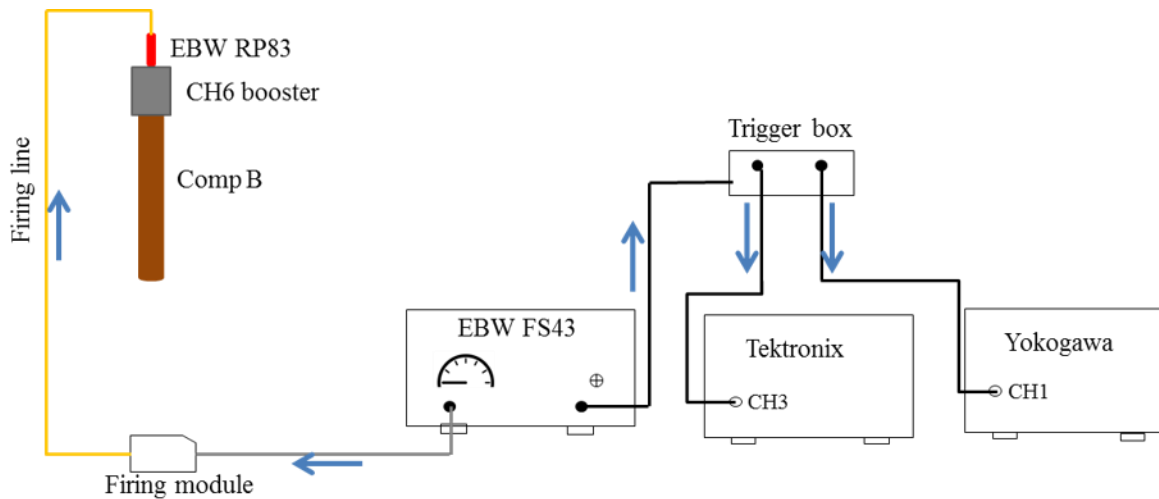 EBW RP83
CH6 booster
Comp B
Firing line
Firing module
EBW FS43
Trigger box
Tektronix
CH3
Yokogawa
CH1